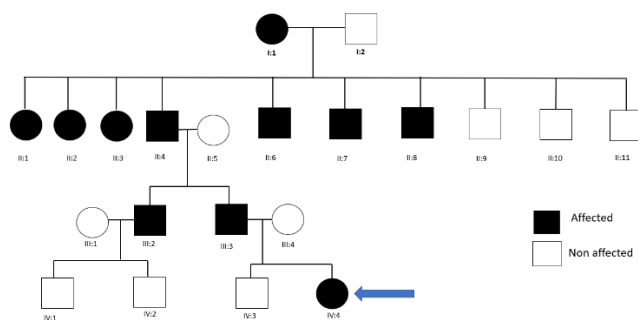 I:1 I:2
II:1 II:2 II:3 II:4 II:5 II:6 II:7 II:8 II:9 II:10 II:11
Affected
III:1 III:2 III:3 III:4
Non affected
IV:1 IV:2 IV:3 IV:4